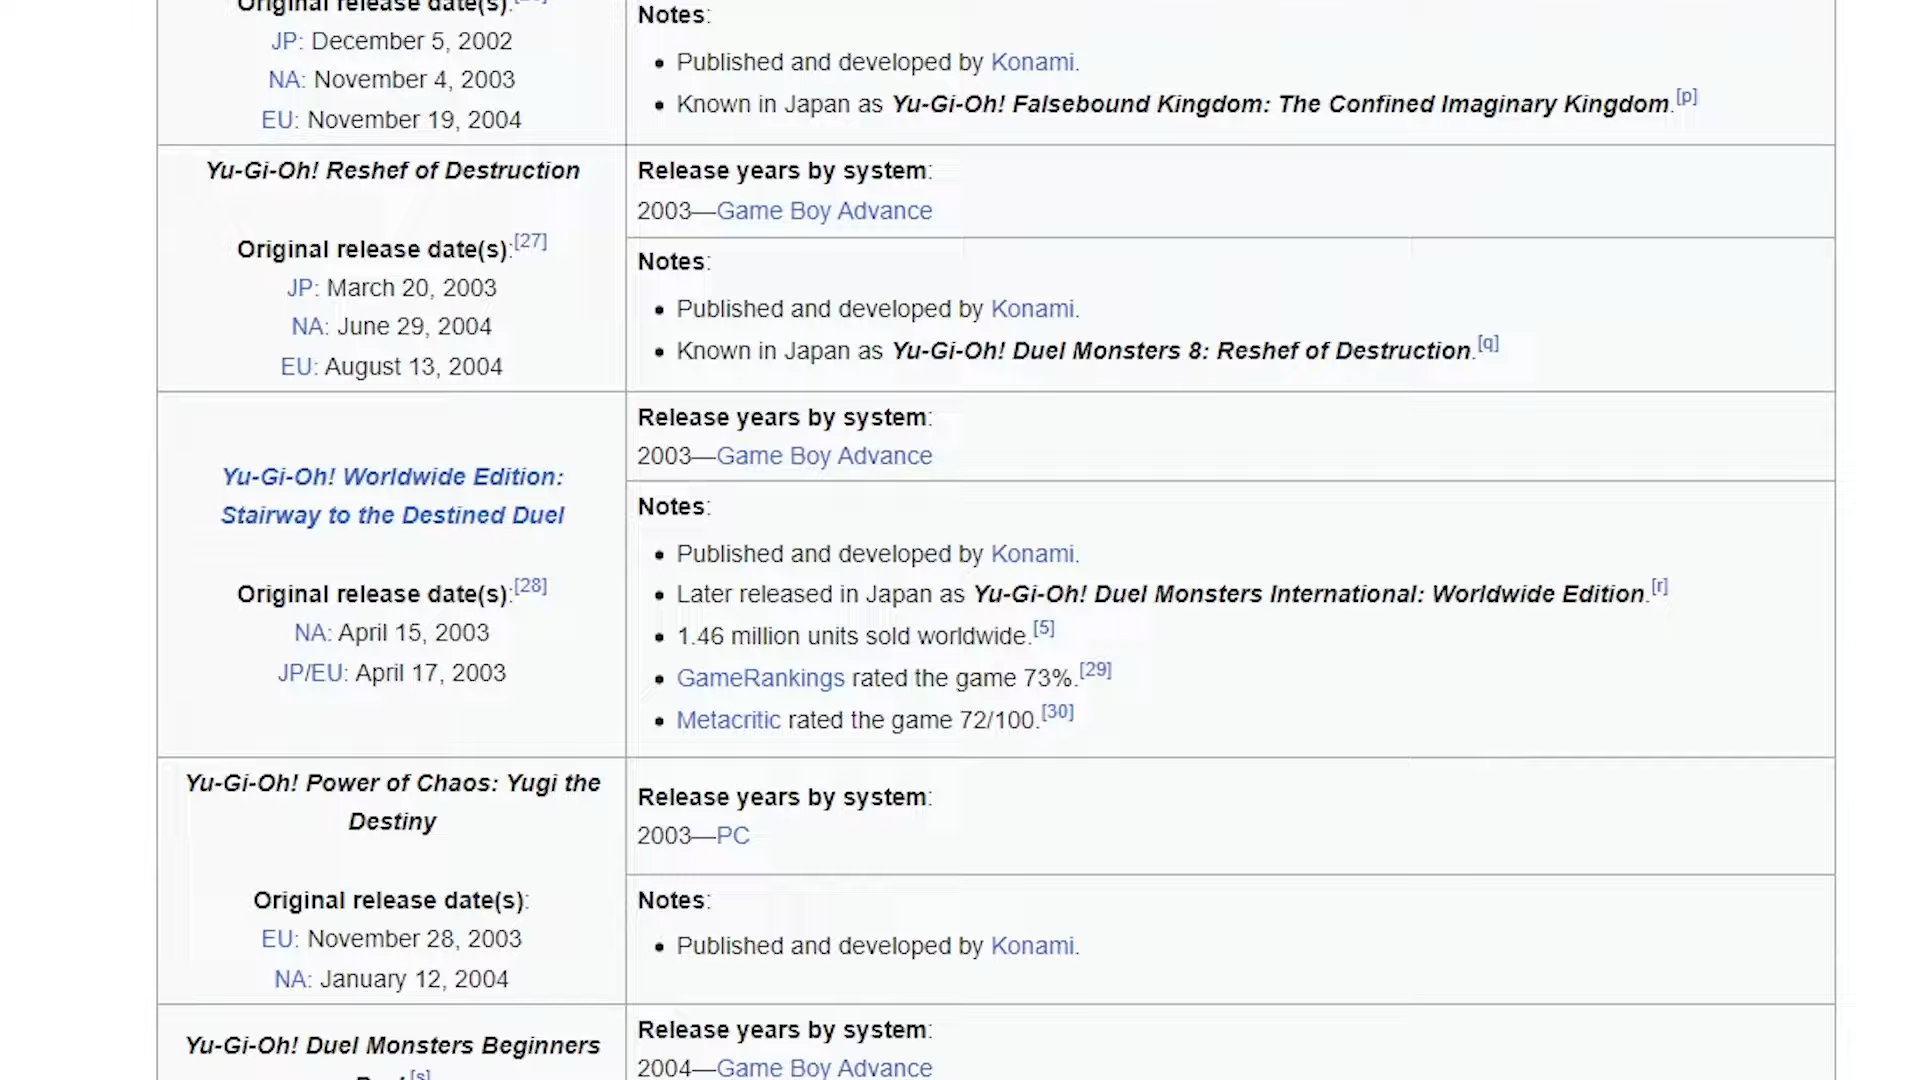 Original release date(s):
JP: December 5, 2002
NA: November 4, 2003
EU: November 19, 2004
Notes:
Published and developed by Konami.
Known in Japan as Yu-Gi-Oh! Falsebound Kingdom: The Confined Imaginary Kingdom.[p]
Yu-Gi-Oh! Reshef of Destruction
Original release date(s):[27]
JP: March 20, 2003
NA: June 29, 2004
EU: August 13, 2004
Release years by system:
2003—Game Boy Advance
Notes:
Published and developed by Konami.
Known in Japan as Yu-Gi-Oh! Duel Monsters 8: Reshef of Destruction.[q]
Yu-Gi-Oh! Worldwide Edition:
Stairway to the Destined Duel
Original release date(s):[28]
NA: April 15, 2003
JP/EU: April 17, 2003
Release years by system:
2003—Game Boy Advance
Notes:
Published and developed by Konami.
Later released in Japan as Yu-Gi-Oh! Duel Monsters International: Worldwide Edition.[r]
1.46 million units sold worldwide.[5]
GameRankings rated the game 73%.[29]
Metacritic rated the game 72/100.[30]
Yu-Gi-Oh! Power of Chaos: Yugi the
Destiny
Original release date(s):
EU: November 28, 2003
NA: January 12, 2004
Release years by system:
2003—PC
Notes:
Published and developed by Konami.
Yu-Gi-Oh! Duel Monsters Beginners
[s]
Release years by system:
2004—Game Boy Advance